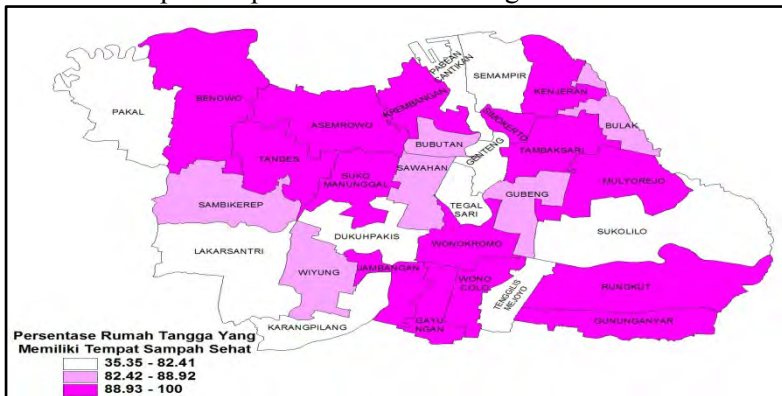 PAKAL
BENOWO
ASEMROWO
KREMBANGAN
PABEAN
CANTIKAN
SEMAMPIR
KENJERAN
BULAK
SIMOKERTO
TAMBAKSARI
BUBUTAN
GENTENG
TANDES
SUKO
MANUNGGAL
SAWAHAN
MULYOREJO
SAMBIKEREP
TEGAL
SARI
GUBENG
SUKOLILO
DUKUHPAKIS
LAKARSANTRI
WONOKROMO
WIYUNG
JAMBANGAN
WONO
COLO
TENGGILIS
MEJOYO
RUNGKUT
KARANGPILANG
GAYU-
NGAN
GUNUNGANYAR
Persentase Rumah Tangga Yang
Memiliki Tempat Sampah Sehat
35.35 - 82.41
82.42 - 88.92
88.93 - 100